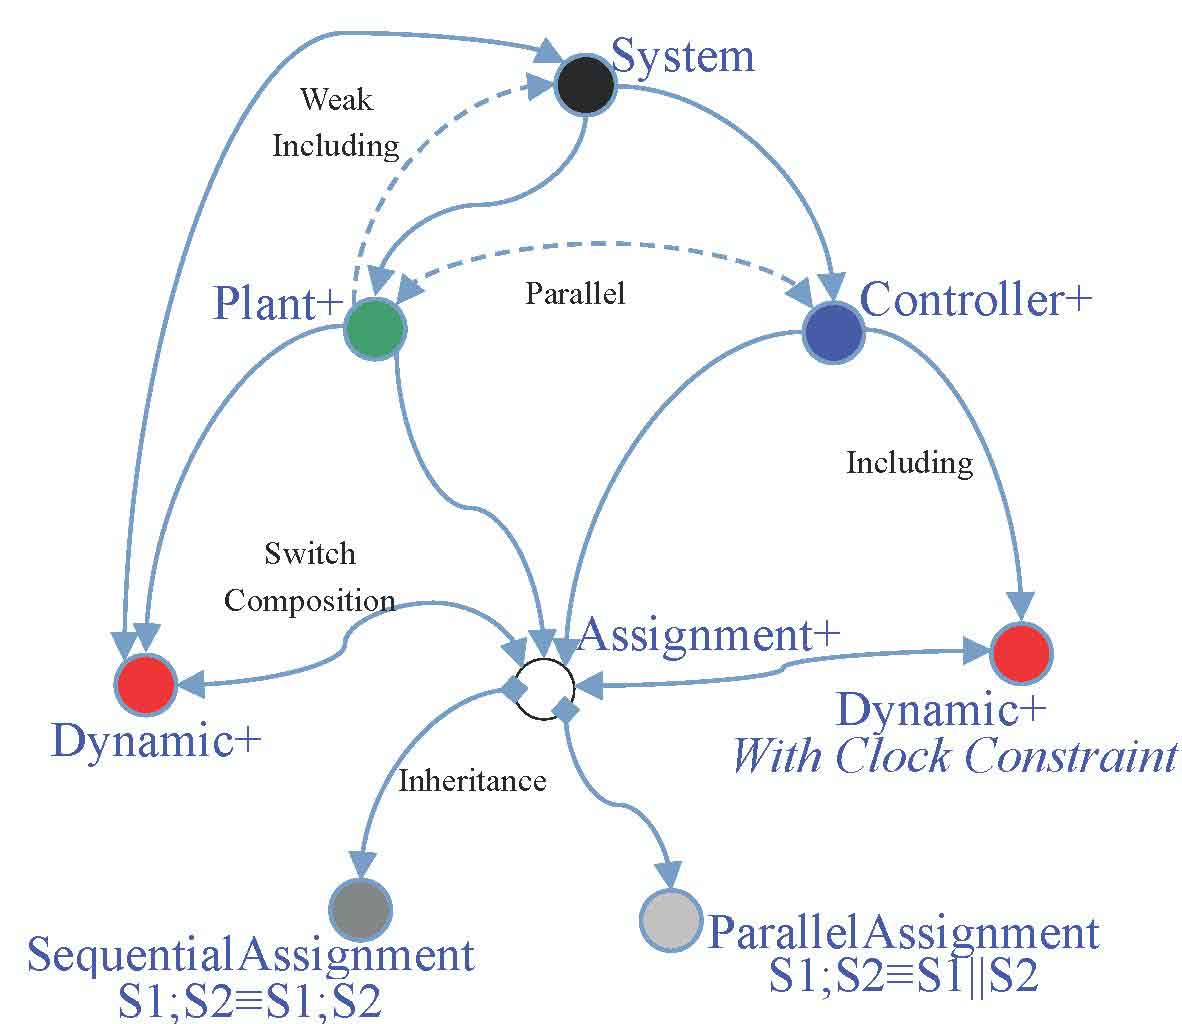 System
Weak
Including
Plant+
Parallel
Controller+
Including
Switch
Composition
Assignment+
Dynamic+
Dynamic+
With Clock Constraint
Inheritance
SequentialAssignment
S1;S2≡S1;S2
ParallelAssignment
S1;S2≡S1||S2